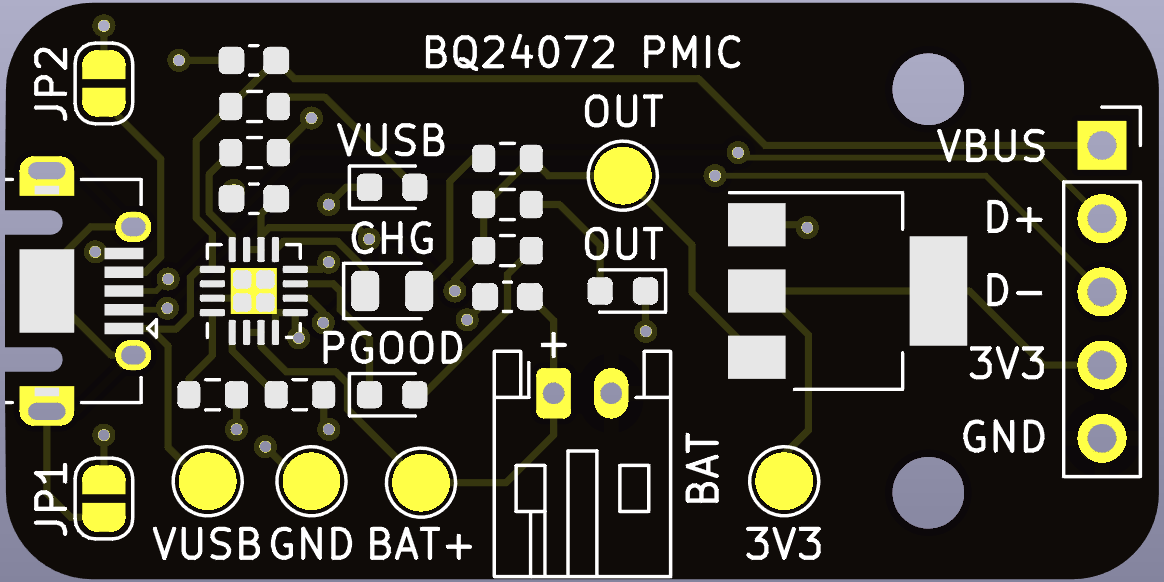 BQ24072 PMIC
JP2
OUT
VUSB
VBUS
CHG
OUT
D+
D-
PGOOD
+
3V3
GND
JP1
BAT
VUSB GND BAT+
3V3